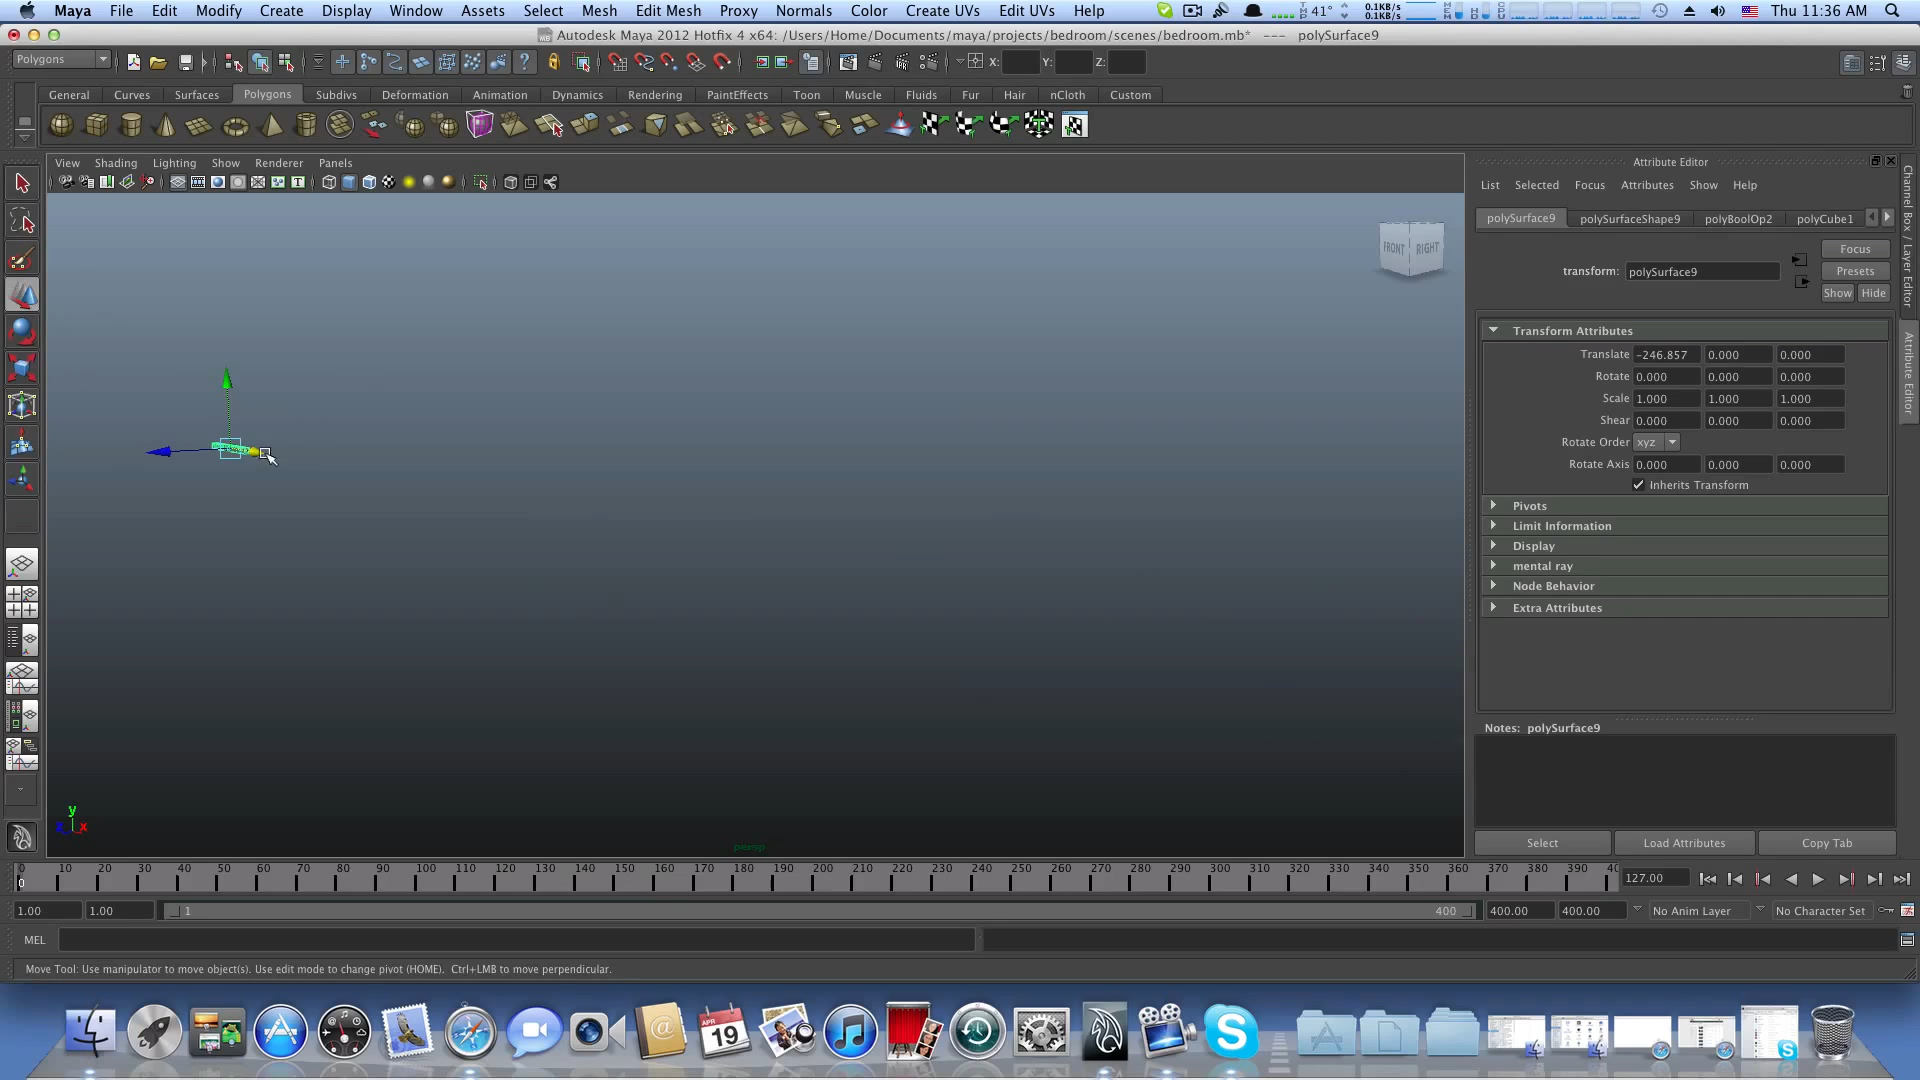 Maya File Edit Modify Create Display Window Assets Select Mesh Edit Mesh Proxy Normals Color Create UVs Edit UVs Help 41° 0.1KB/s 0.1KB/s Thu 11:36 AM
Autodesk Maya 2012 Hotfix 4 x64: /Users/Home/Documents/maya/projects/bedroom/scenes/bedroom.mb* --- polySurface9
Polygons X: Y: Z:
General Curves Surfaces Polygons Subdivs Deformation Animation Dynamics Rendering PaintEffects Toon Muscle Fluids Fur Hair nCloth Custom
View Shading Lighting Show Renderer Panels
FRONT RIGHT
y
z x
persp
Attribute Editor
List Selected Focus Attributes Show Help
polySurface9 polySurfaceShape9 polyBoolOp2 polyCube1
Focus
transform: polySurface9 Presets
Show Hide
Transform Attributes
Translate -246.857 0.000 0.000
Rotate 0.000 0.000 0.000
Scale 1.000 1.000 1.000
Shear 0.000 0.000 0.000
Rotate Order xyz
Rotate Axis 0.000 0.000 0.000
Inherits Transform
Pivots
Limit Information
Display
mental ray
Node Behavior
Extra Attributes
Notes: polySurface9
Select Load Attributes Copy Tab
Channel Box / Layer Editor
Attribute Editor
0 10 20 30 40 50 60 70 80 90 100 110 120 130 140 150 160 170 180 190 200 210 220 230 240 250 260 270 280 290 300 310 320 330 340 350 360 370 380 390 40
0 127.00
1.00 1.00 1 400 400.00 400.00 No Anim Layer No Character Set
MEL
Move Tool: Use manipulator to move object(s). Use edit mode to change pivot (HOME). Ctrl+LMB to move perpendicular.
APR
19